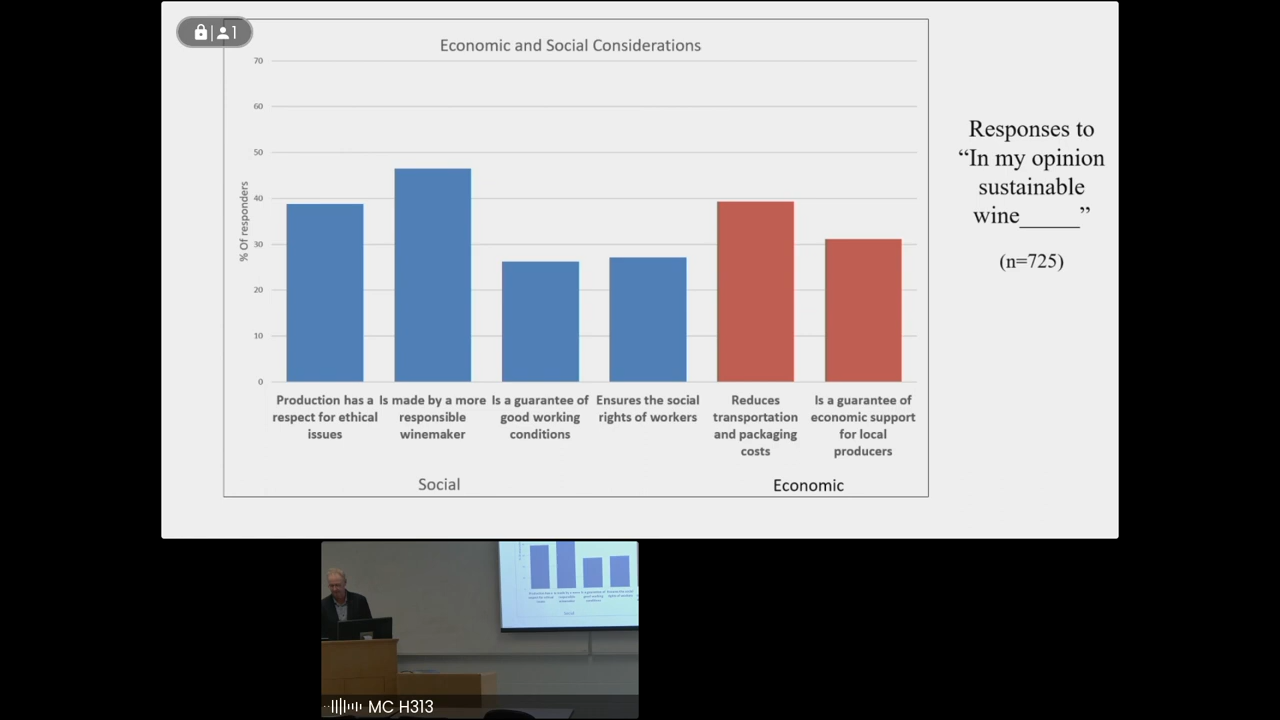 1
Economic and Social Considerations
70
60
50
40
30
20
10
0
% Of responders
Production has a respect for ethical issues
Is made by a more responsible winemaker
Is a guarantee of good working conditions
Ensures the social rights of workers
Reduces transportation and packaging costs
Is a guarantee of economic support for local producers
Social
Economic
Responses to
“In my opinion
sustainable
wine_____”
(n=725)
MC H313